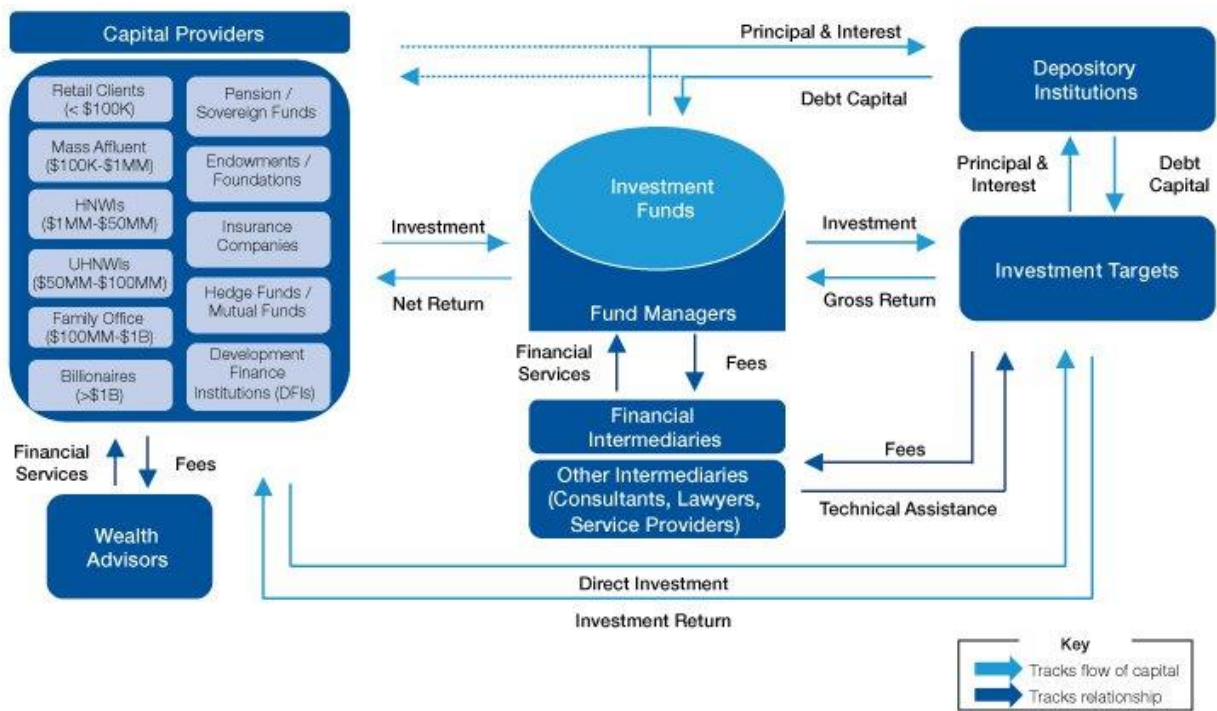 Capital Providers
Retail Clients
(< $100K)
Mass Affluent
($100K-$1MM)
HNWIs
($1MM-$50MM)
UHNWIs
($50MM-$100MM)
Family Office
($100MM-$1B)
Billionaires
(>$1B)
Pension /
Sovereign Funds
Endowments /
Foundations
Insurance
Companies
Hedge Funds /
Mutual Funds
Development
Finance
Institutions (DFIs)
Financial
Services
Fees
Wealth
Advisors
Principal & Interest
Debt Capital
Investment
Net Return
Investment
Funds
Fund Managers
Financial
Services
Fees
Financial
Intermediaries
Other Intermediaries
(Consultants, Lawyers,
Service Providers)
Investment
Gross Return
Depository
Institutions
Principal &
Interest
Debt
Capital
Investment Targets
Fees
Technical Assistance
Direct Investment
Investment Return
Key
Tracks flow of capital
Tracks relationship